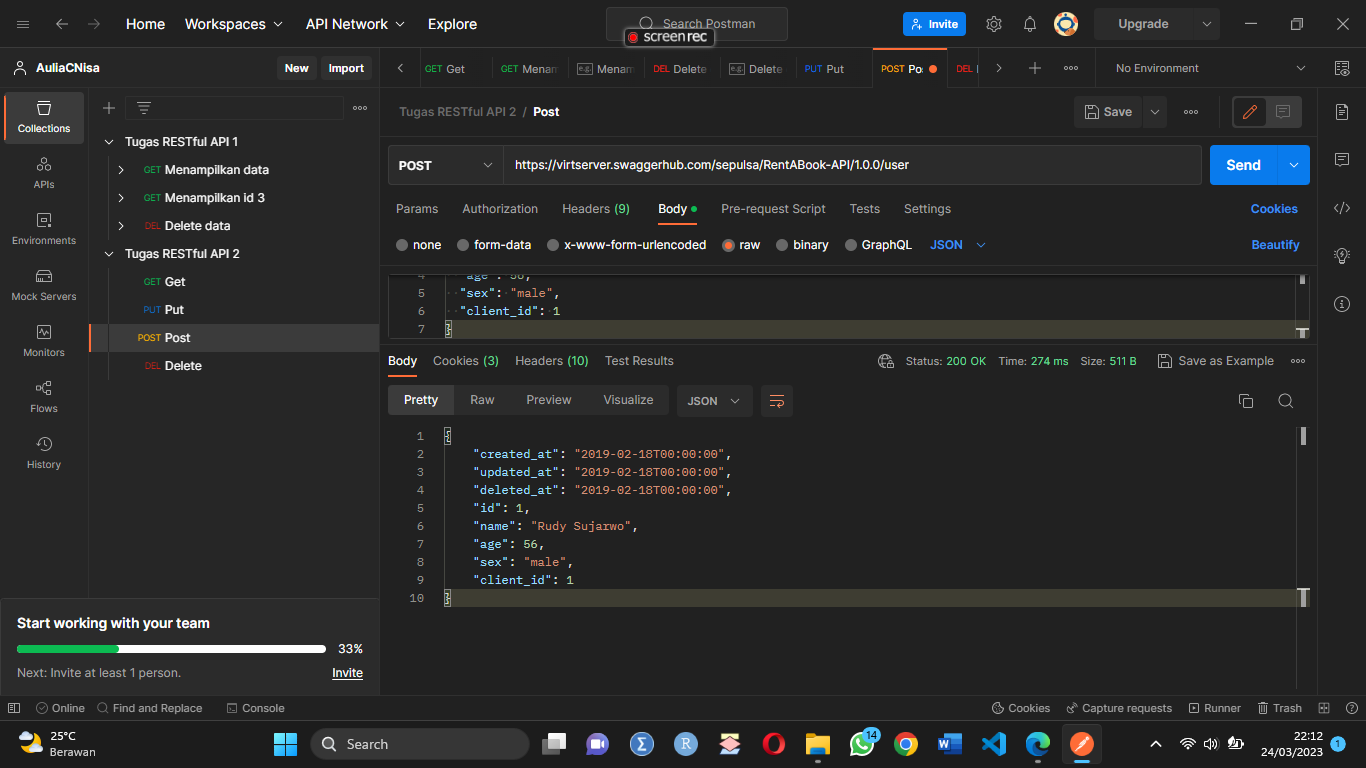 Home Workspaces API Network Explore Search Postman Invite Upgrade
screen rec
AuliaCNisa New Import
GET Get GET Menam e.g. Menam DEL Delete e.g. Delete PUT Put POST Po DEL No Environment
Collections
APIs
Environments
Mock Servers
Monitors
Flows
History
Tugas RESTful API 1
GET Menampilkan data
GET Menampilkan id 3
DEL Delete data
Tugas RESTful API 2
GET Get
PUT Put
POST Post
DEL Delete
Start working with your team
33%
Next: Invite at least 1 person. Invite
Tugas RESTful API 2 / Post Save
POST https://virtserver.swaggerhub.com/sepulsa/RentABook-API/1.0.0/user Send
Params Authorization Headers (9) Body Pre-request Script Tests Settings Cookies
none form-data x-www-form-urlencoded raw binary GraphQL JSON Beautify
4 "age": 56,
5 "sex": "male",
6 "client_id": 1
7 }
Body Cookies (3) Headers (10) Test Results Status: 200 OK Time: 274 ms Size: 511 B Save as Example
Pretty Raw Preview Visualize JSON
1 {
2 "created_at": "2019-02-18T00:00:00",
3 "updated_at": "2019-02-18T00:00:00",
4 "deleted_at": "2019-02-18T00:00:00",
5 "id": 1,
6 "name": "Rudy Sujarwo",
7 "age": 56,
8 "sex": "male",
9 "client_id": 1
10 }
Online Find and Replace Console Cookies Capture requests Runner Trash
25°C
Berawan
Search
14
22:12
24/03/2023
1